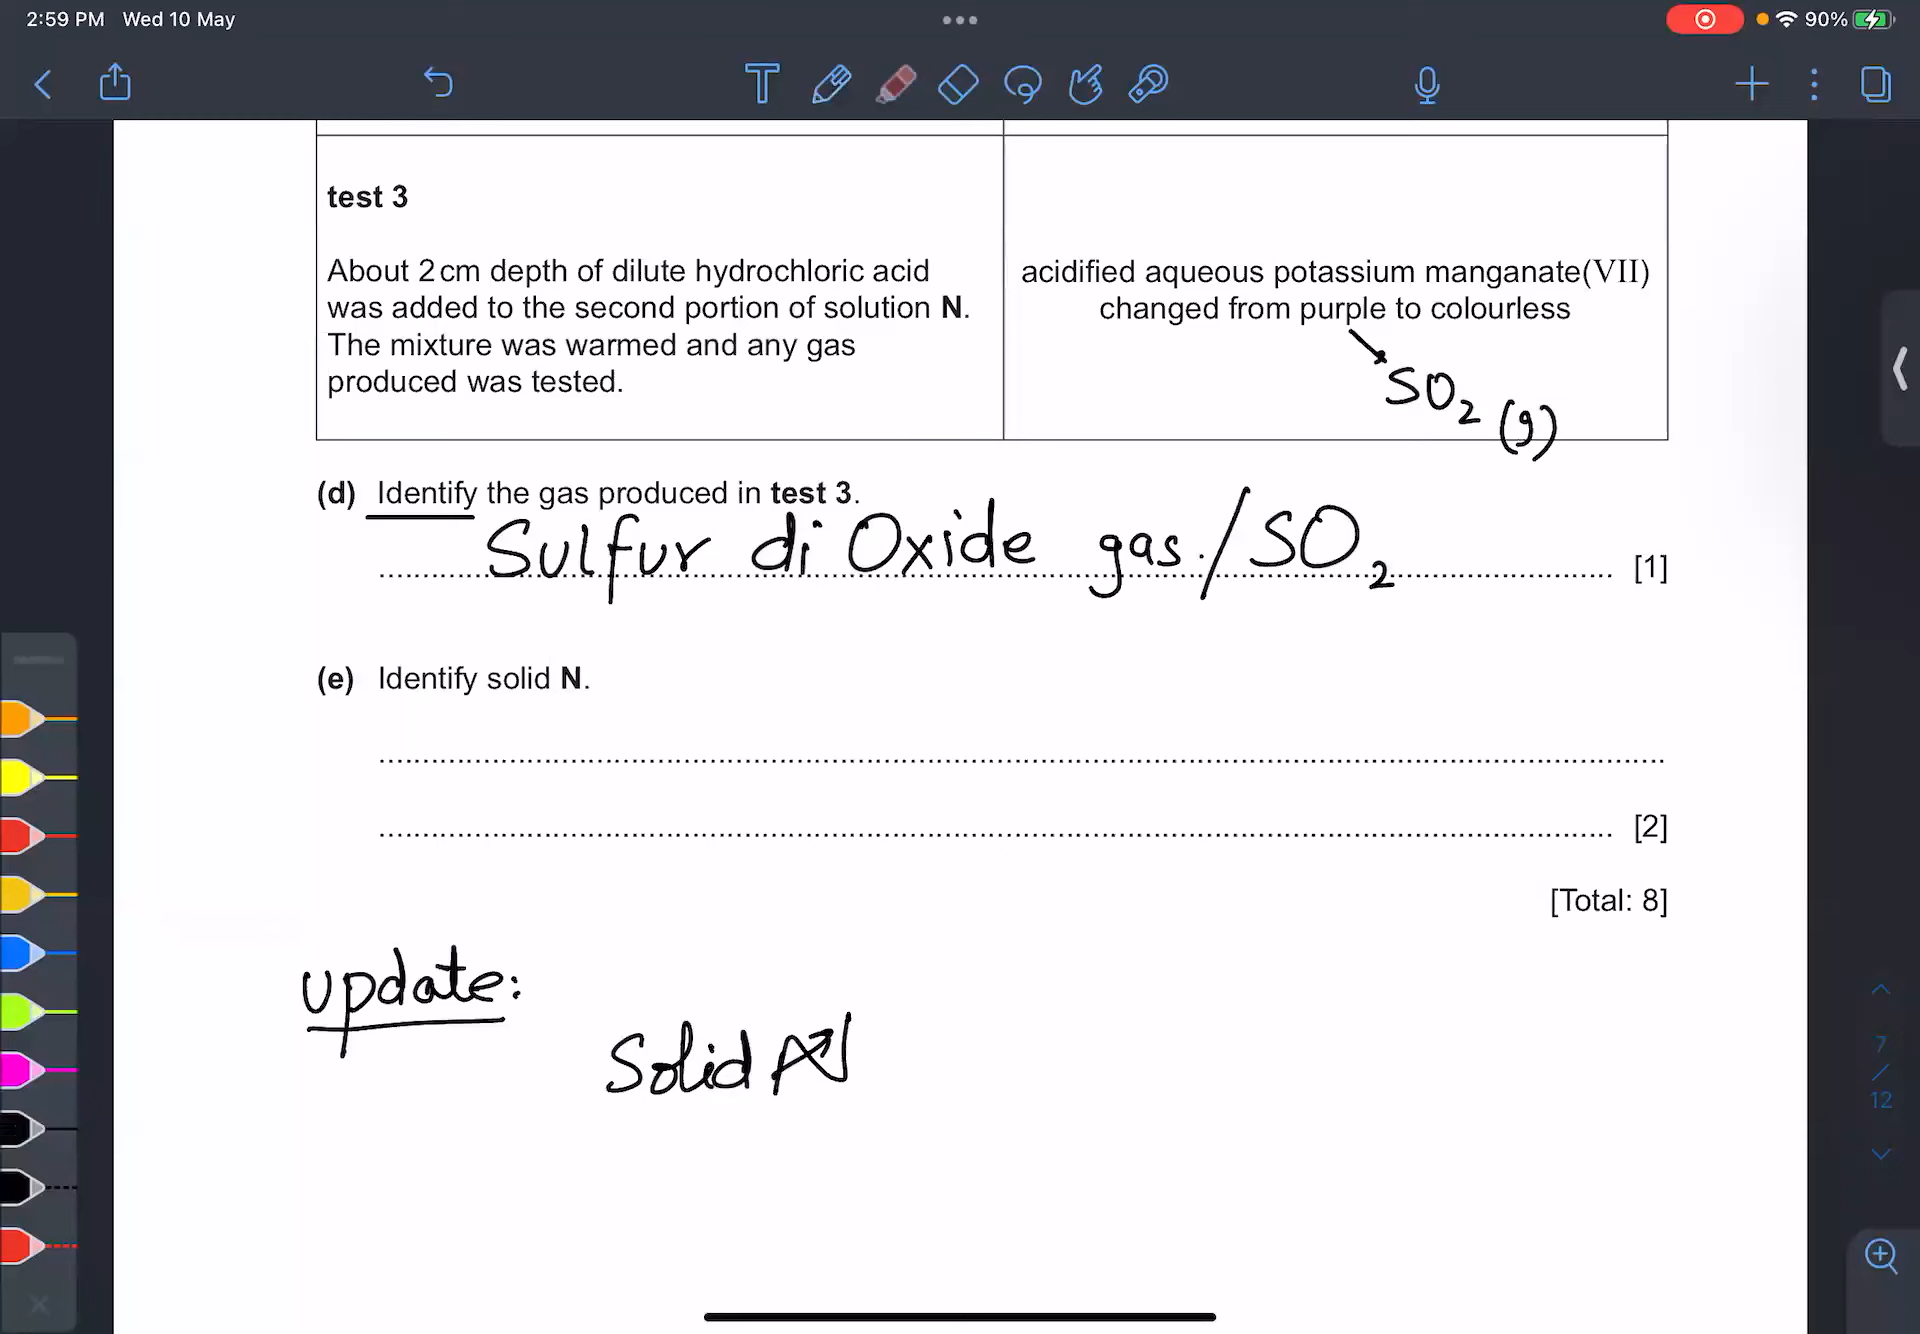 2:59 PM Wed 10 May
90%
test 3
About 2 cm depth of dilute hydrochloric acid
was added to the second portion of solution N.
The mixture was warmed and any gas
produced was tested.
acidified aqueous potassium manganate(VII)
changed from purple to colourless
SO2 (g)
(d) Identify the gas produced in test 3.
Sulfur di Oxide gas./SO2
[1]
(e) Identify solid N.
[2]
[Total: 8]
update:
Solid N
7
/
12